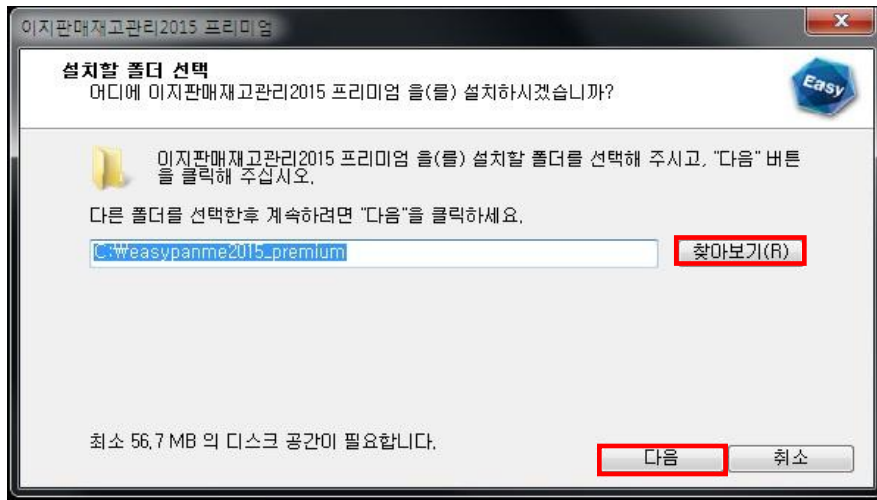 이지판매재고관리2015 프리미엄
설치할 폴더 선택
어디에 이지판매재고관리2015 프리미엄 을(를) 설치하시겠습니까?
Easy
이지판매재고관리2015 프리미엄 을(를) 설치할 폴더를 선택해 주시고, "다음" 버튼
을 클릭해 주십시오.
다른 폴더를 선택한후 계속하려면 "다음"을 클릭하세요.
C:₩easypanme2015_premium
찾아보기(R)
최소 56,7 MB 의 디스크 공간이 필요합니다.
다음
취소